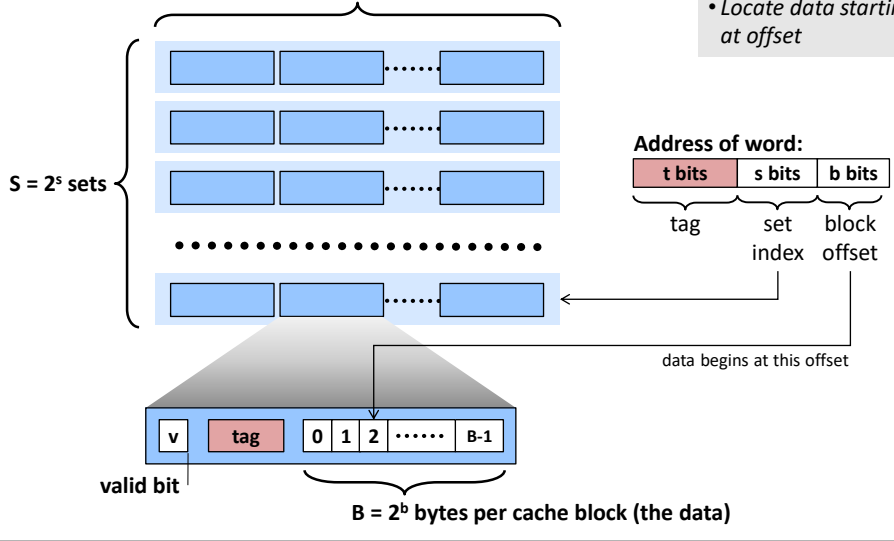 • Locate data starting
at offset
Address of word:
t bits s bits b bits
S = 2ˢ sets
tag set index block offset
data begins at this offset
v tag 0 1 2 •••••• B-1
valid bit
B = 2ᵇ bytes per cache block (the data)